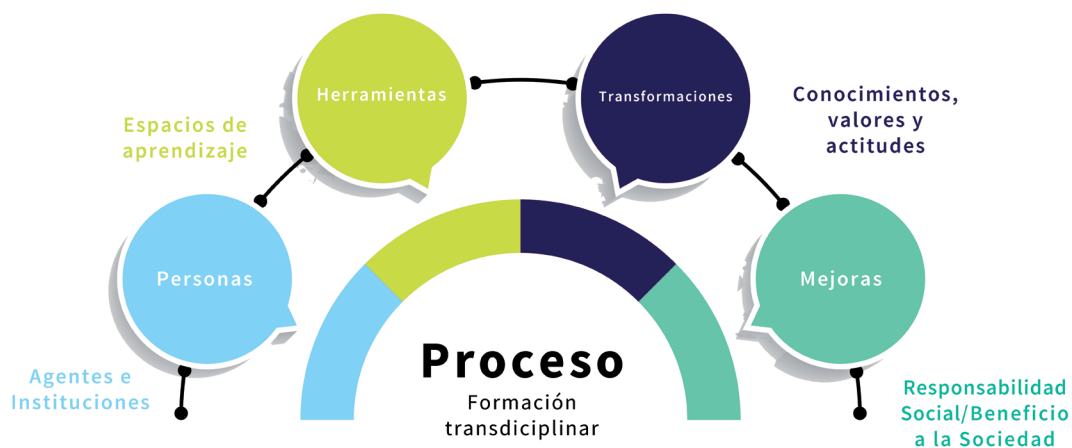 Herramientas
Transformaciones
Conocimientos,
valores y
actitudes
Espacios de
aprendizaje
Personas
Mejoras
Proceso
Formación
transdiciplinar
Agentes e
Instituciones
Responsabilidad
Social/Beneficio
a la Sociedad